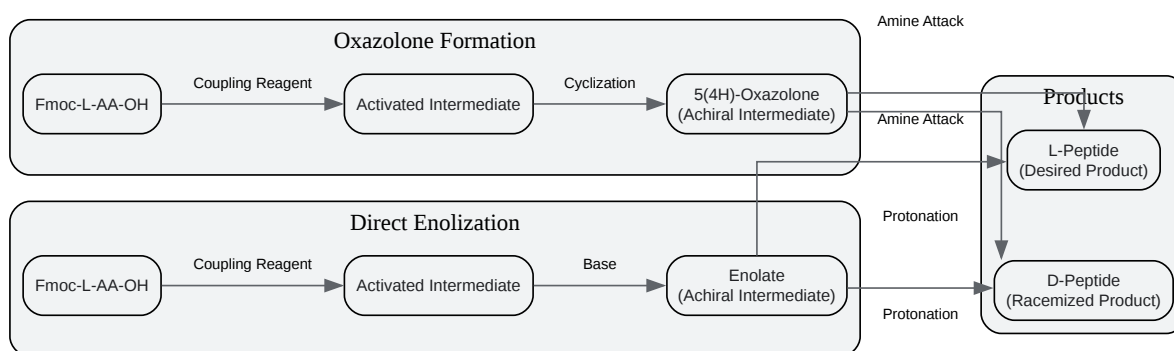 Amine Attack
Oxazolone Formation
Fmoc-L-AA-OH
Coupling Reagent
Activated Intermediate
Cyclization
5(4H)-Oxazolone
(Achiral Intermediate)
Amine Attack
Products
L-Peptide
(Desired Product)
Direct Enolization
Fmoc-L-AA-OH
Coupling Reagent
Activated Intermediate
Base
Enolate
(Achiral Intermediate)
Protonation
Protonation
D-Peptide
(Racemized Product)